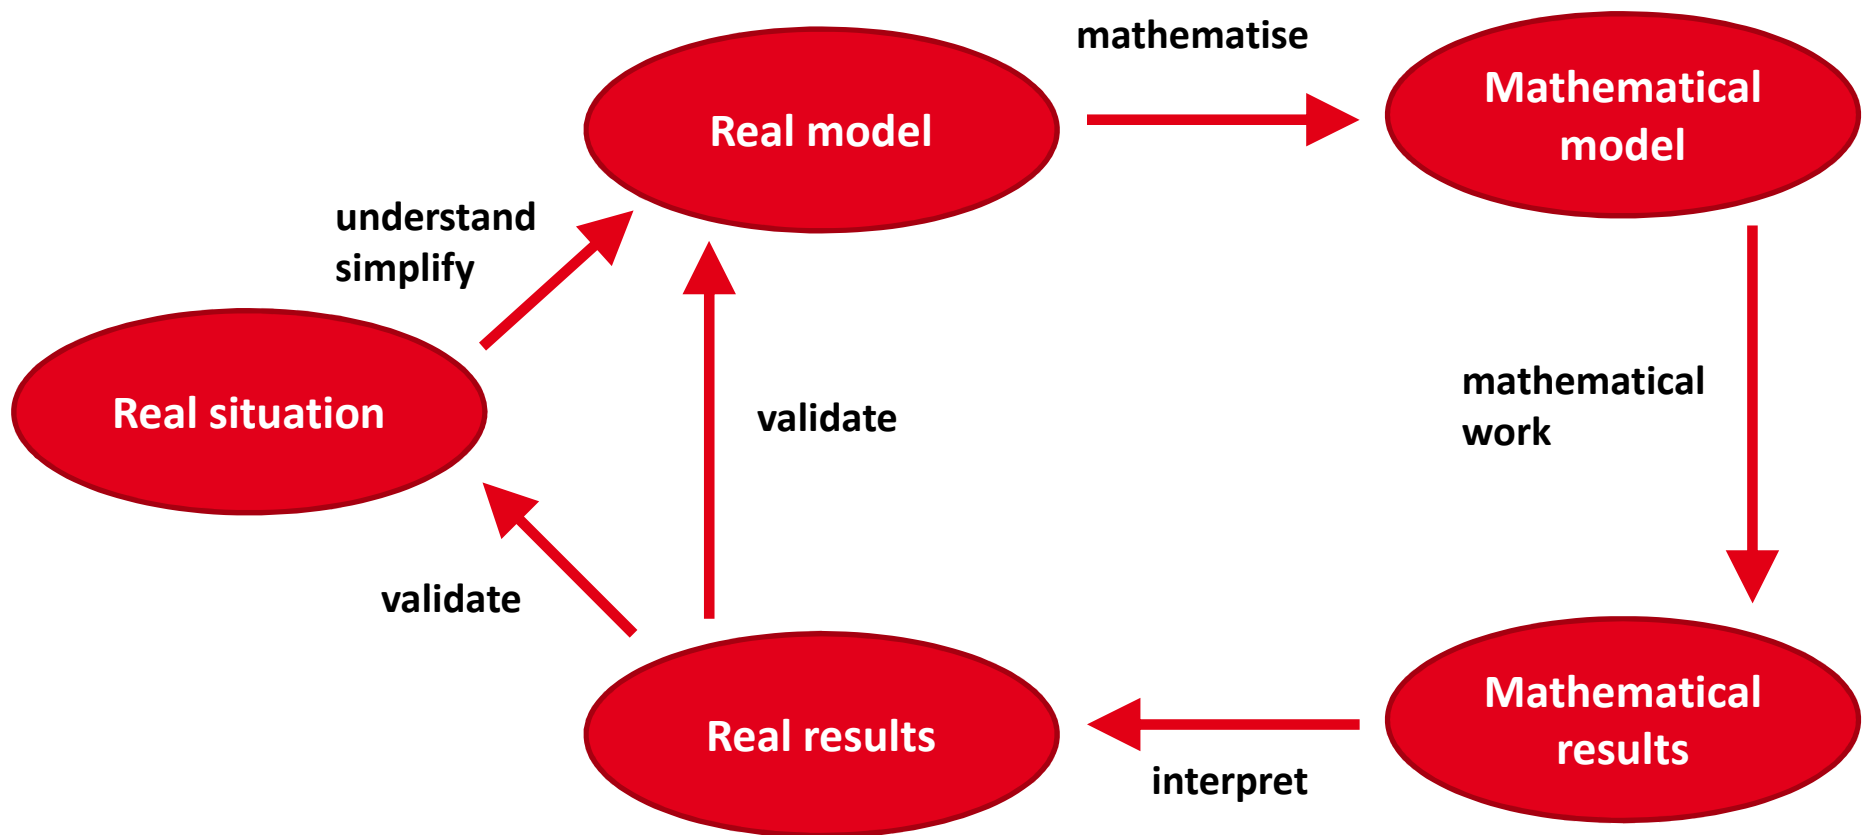 mathematise
Real model
Mathematical
model
understand
simplify
Real situation
validate
mathematical
work
validate
Real results
interpret
Mathematical
results